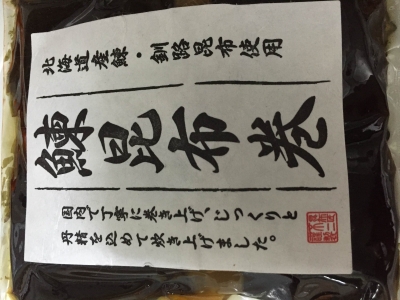 北海道産鰊・釧路昆布使用
鰊昆布巻
国内で丁寧に巻き上げ、じっくりと
丹精を込めて炊き上げました。